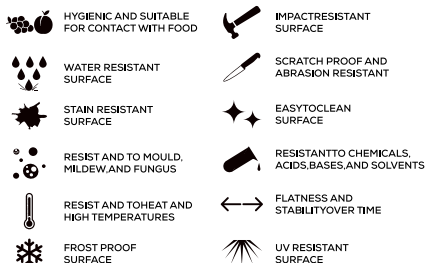 HYGIENIC AND SUITABLE
FOR CONTACT WITH FOOD
IMPACTRESISTANT
SURFACE
WATER RESISTANT
SURFACE
SCRATCH PROOF AND
ABRASION RESISTANT
STAIN RESISTANT
SURFACE
EASYTOCLEAN
SURFACE
RESIST AND TO MOULD,
MILDEW,AND FUNGUS
RESISTANTTO CHEMICALS,
ACIDS,BASES,AND SOLVENTS
RESIST AND TOHEAT AND
HIGH TEMPERATURES
FLATNESS AND
STABILITYOVER TIME
FROST PROOF
SURFACE
UV RESISTANT
SURFACE